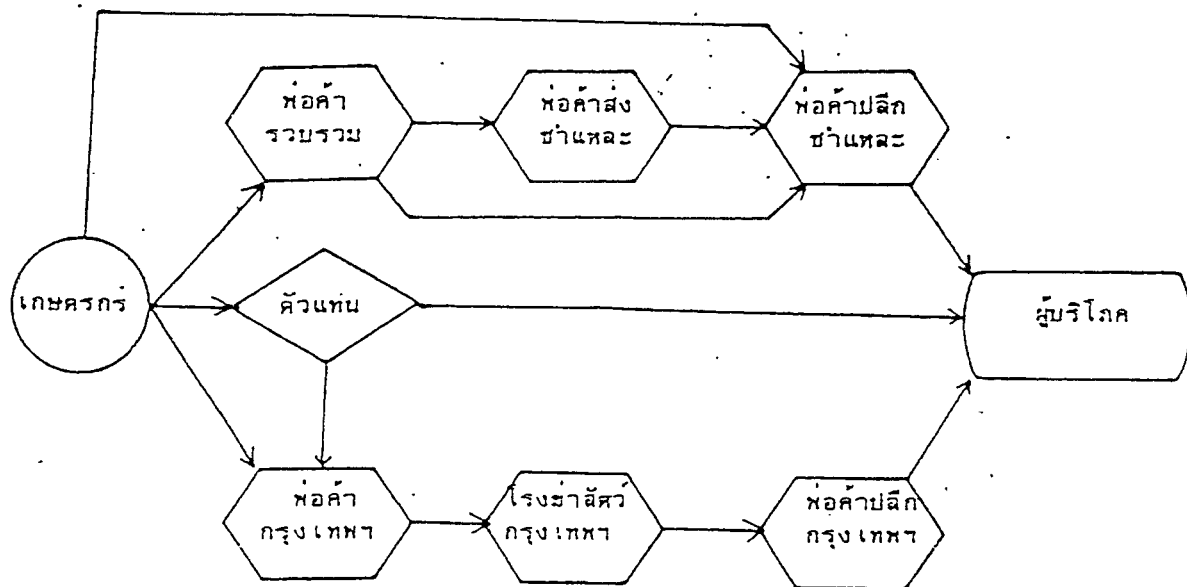 พ่อค้า
รวบรวม
พ่อค้าส่ง
ชำแหละ
พ่อค้าปลีก
ชำแหละ
เกษตรกร
ตัวแทน
ผู้บริโภค
พ่อค้า
กรุงเทพฯ
โรงฆ่าสัตว์
กรุงเทพฯ
พ่อค้าปลีก
กรุงเทพฯ